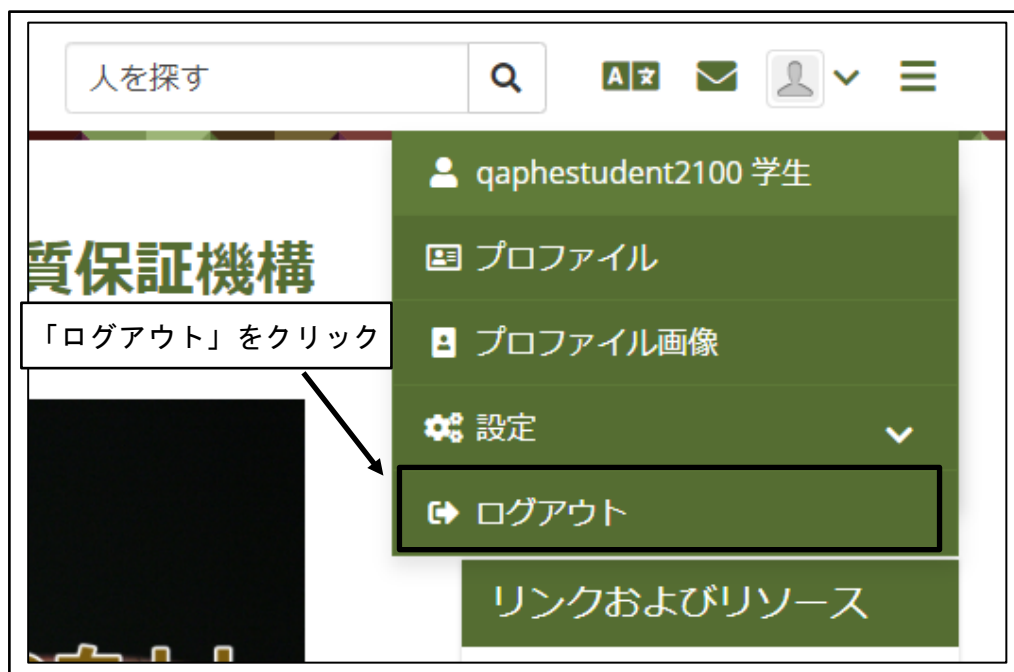 人を探す
qaphestudent2100 学生
質保証機構
プロファイル
「ログアウト」をクリック
プロファイル画像
設定
ログアウト
リンクおよびリソース